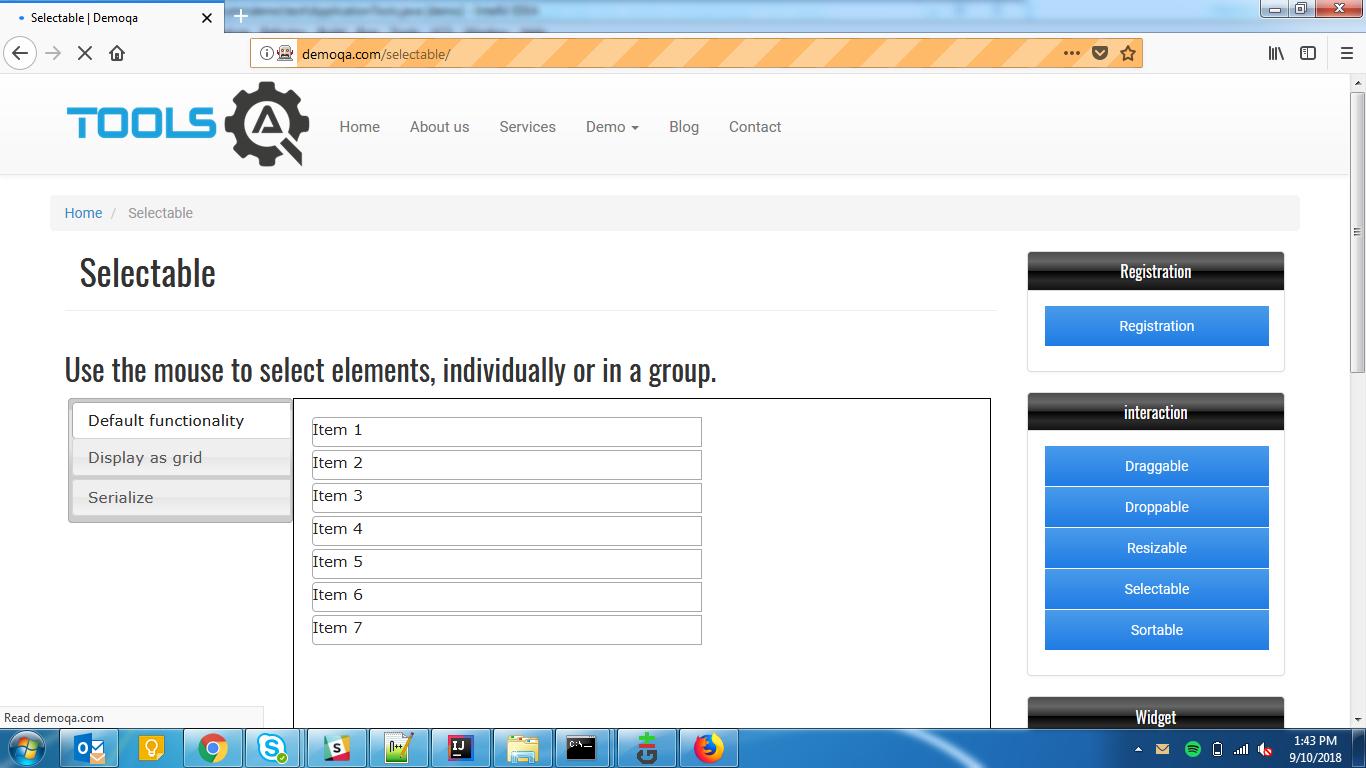 Selectable | Demoqa
demoqa.com/selectable/
TOOLS QA
Home
About us
Services
Demo
Blog
Contact
Home / Selectable
Selectable
Use the mouse to select elements, individually or in a group.
Default functionality
Display as grid
Serialize
Item 1
Item 2
Item 3
Item 4
Item 5
Item 6
Item 7
Registration
Registration
interaction
Draggable
Droppable
Resizable
Selectable
Sortable
Widget
Read demoqa.com
1:43 PM
9/10/2018